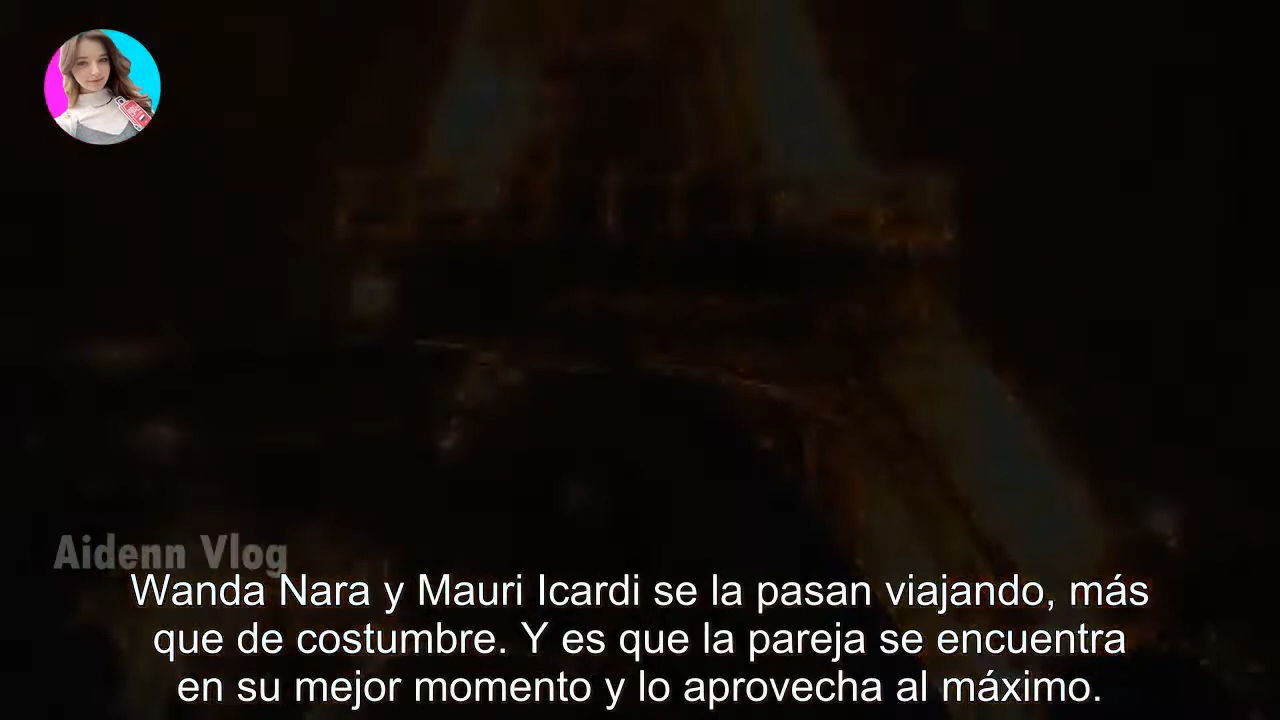 Aidenn Vlog
Wanda Nara y Mauri Icardi se la pasan viajando, más
que de costumbre. Y es que la pareja se encuentra
en su mejor momento y lo aprovecha al máximo.